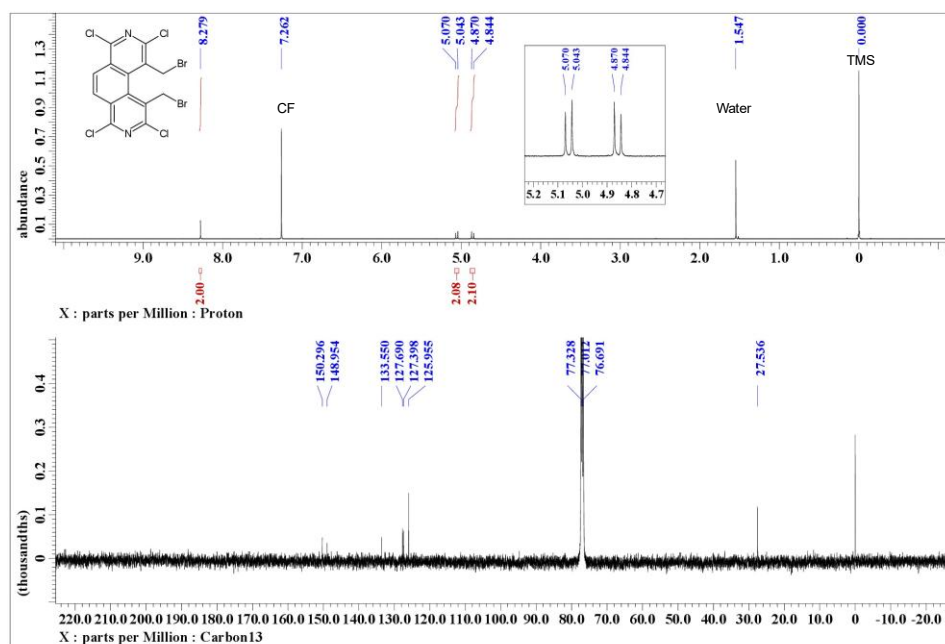 1.3
1.1
0.9
0.7
0.5
0.3
0.1
abundance
Cl
N
Cl
Br
Br
Cl
N
Cl
8.279
7.262
5.070
5.043
4.870
4.844
1.547
0.000
CF
Water
TMS
5.070
5.043
4.870
4.844
5.2 5.1 5.0 4.9 4.8 4.7
9.0 8.0 7.0 6.0 5.0 4.0 3.0 2.0 1.0 0
2.00
2.08
2.10
X : parts per Million : Proton
150.296
148.954
133.550
127.690
127.398
125.955
77.328
77.012
76.691
27.536
0.4
0.3
0.2
0.1
0
(thousandths)
220.0 210.0 200.0 190.0 180.0 170.0 160.0 150.0 140.0 130.0 120.0 110.0 100.0 90.0 80.0 70.0 60.0 50.0 40.0 30.0 20.0 10.0 0 -10.0 -20.0
X : parts per Million : Carbon13